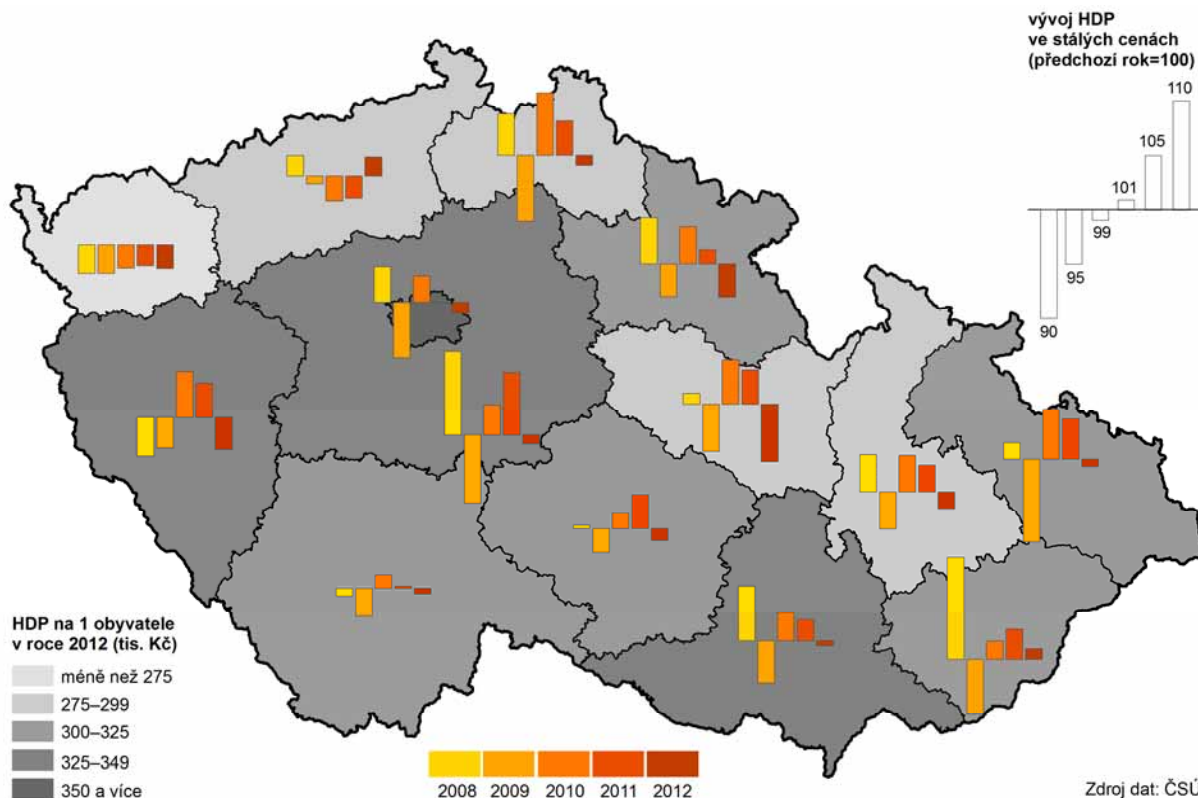 vývoj HDP
ve stálých cenách
(předchozí rok=100)
110
105
101
99
95
90
HDP na 1 obyvatele
v roce 2012 (tis. Kč)
méně než 275
275–299
300–325
325–349
350 a více
2008 2009 2010 2011 2012
Zdroj dat: ČSÚ